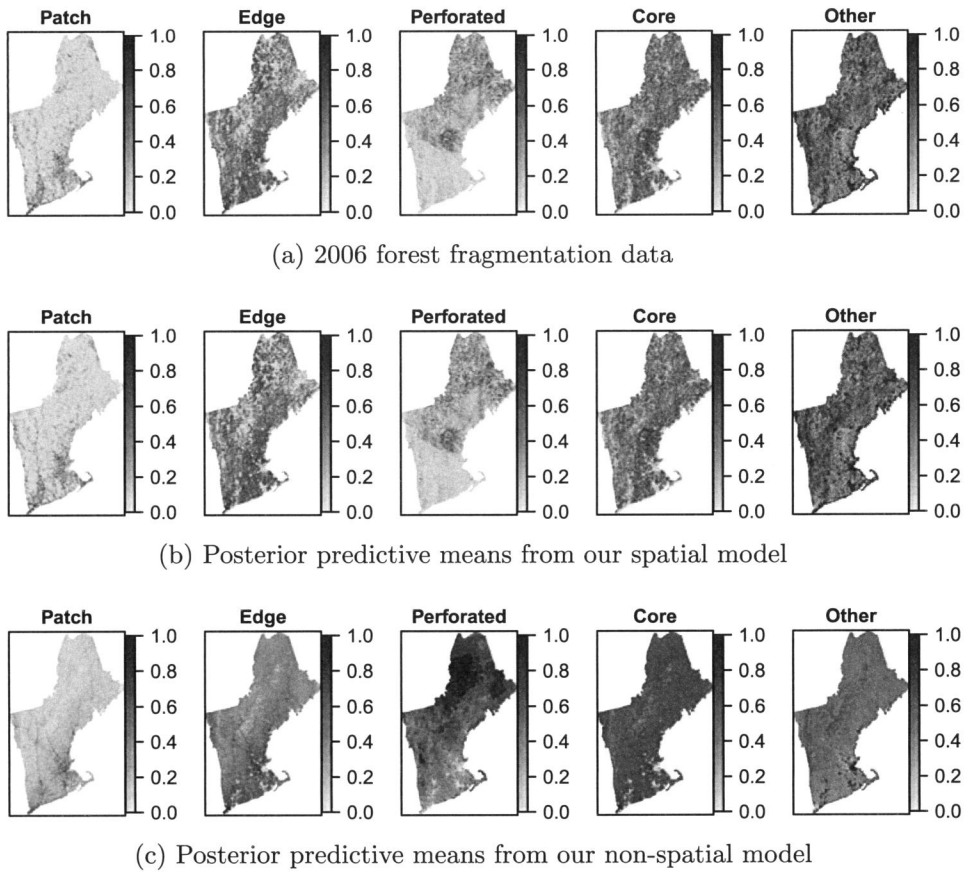 Patch Edge Perforated Core Other
1.0 1.0 1.0 1.0 1.0
0.8 0.8 0.8 0.8 0.8
0.6 0.6 0.6 0.6 0.6
0.4 0.4 0.4 0.4 0.4
0.2 0.2 0.2 0.2 0.2
0.0 0.0 0.0 0.0 0.0
(a) 2006 forest fragmentation data
Patch Edge Perforated Core Other
1.0 1.0 1.0 1.0 1.0
0.8 0.8 0.8 0.8 0.8
0.6 0.6 0.6 0.6 0.6
0.4 0.4 0.4 0.4 0.4
0.2 0.2 0.2 0.2 0.2
0.0 0.0 0.0 0.0 0.0
(b) Posterior predictive means from our spatial model
Patch Edge Perforated Core Other
1.0 1.0 1.0 1.0 1.0
0.8 0.8 0.8 0.8 0.8
0.6 0.6 0.6 0.6 0.6
0.4 0.4 0.4 0.4 0.4
0.2 0.2 0.2 0.2 0.2
0.0 0.0 0.0 0.0 0.0
(c) Posterior predictive means from our non-spatial model